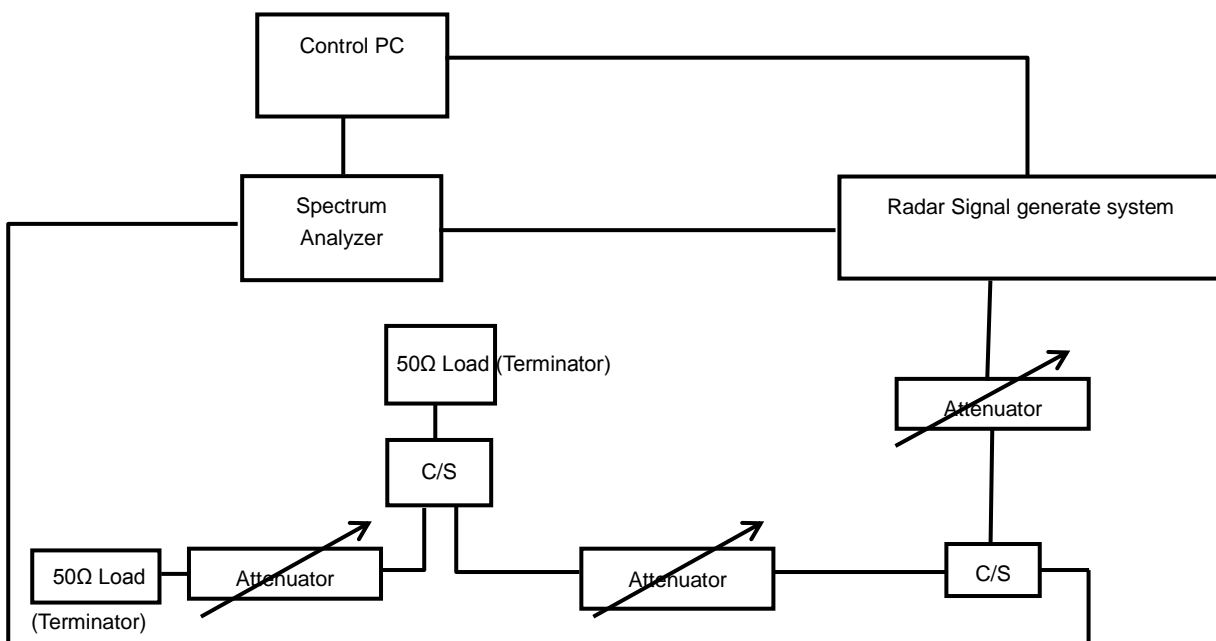 Control PC
Spectrum
Analyzer
Radar Signal generate system
50Ω Load (Terminator)
Attenuator
C/S
50Ω Load
(Terminator)
Attenuator
Attenuator
C/S